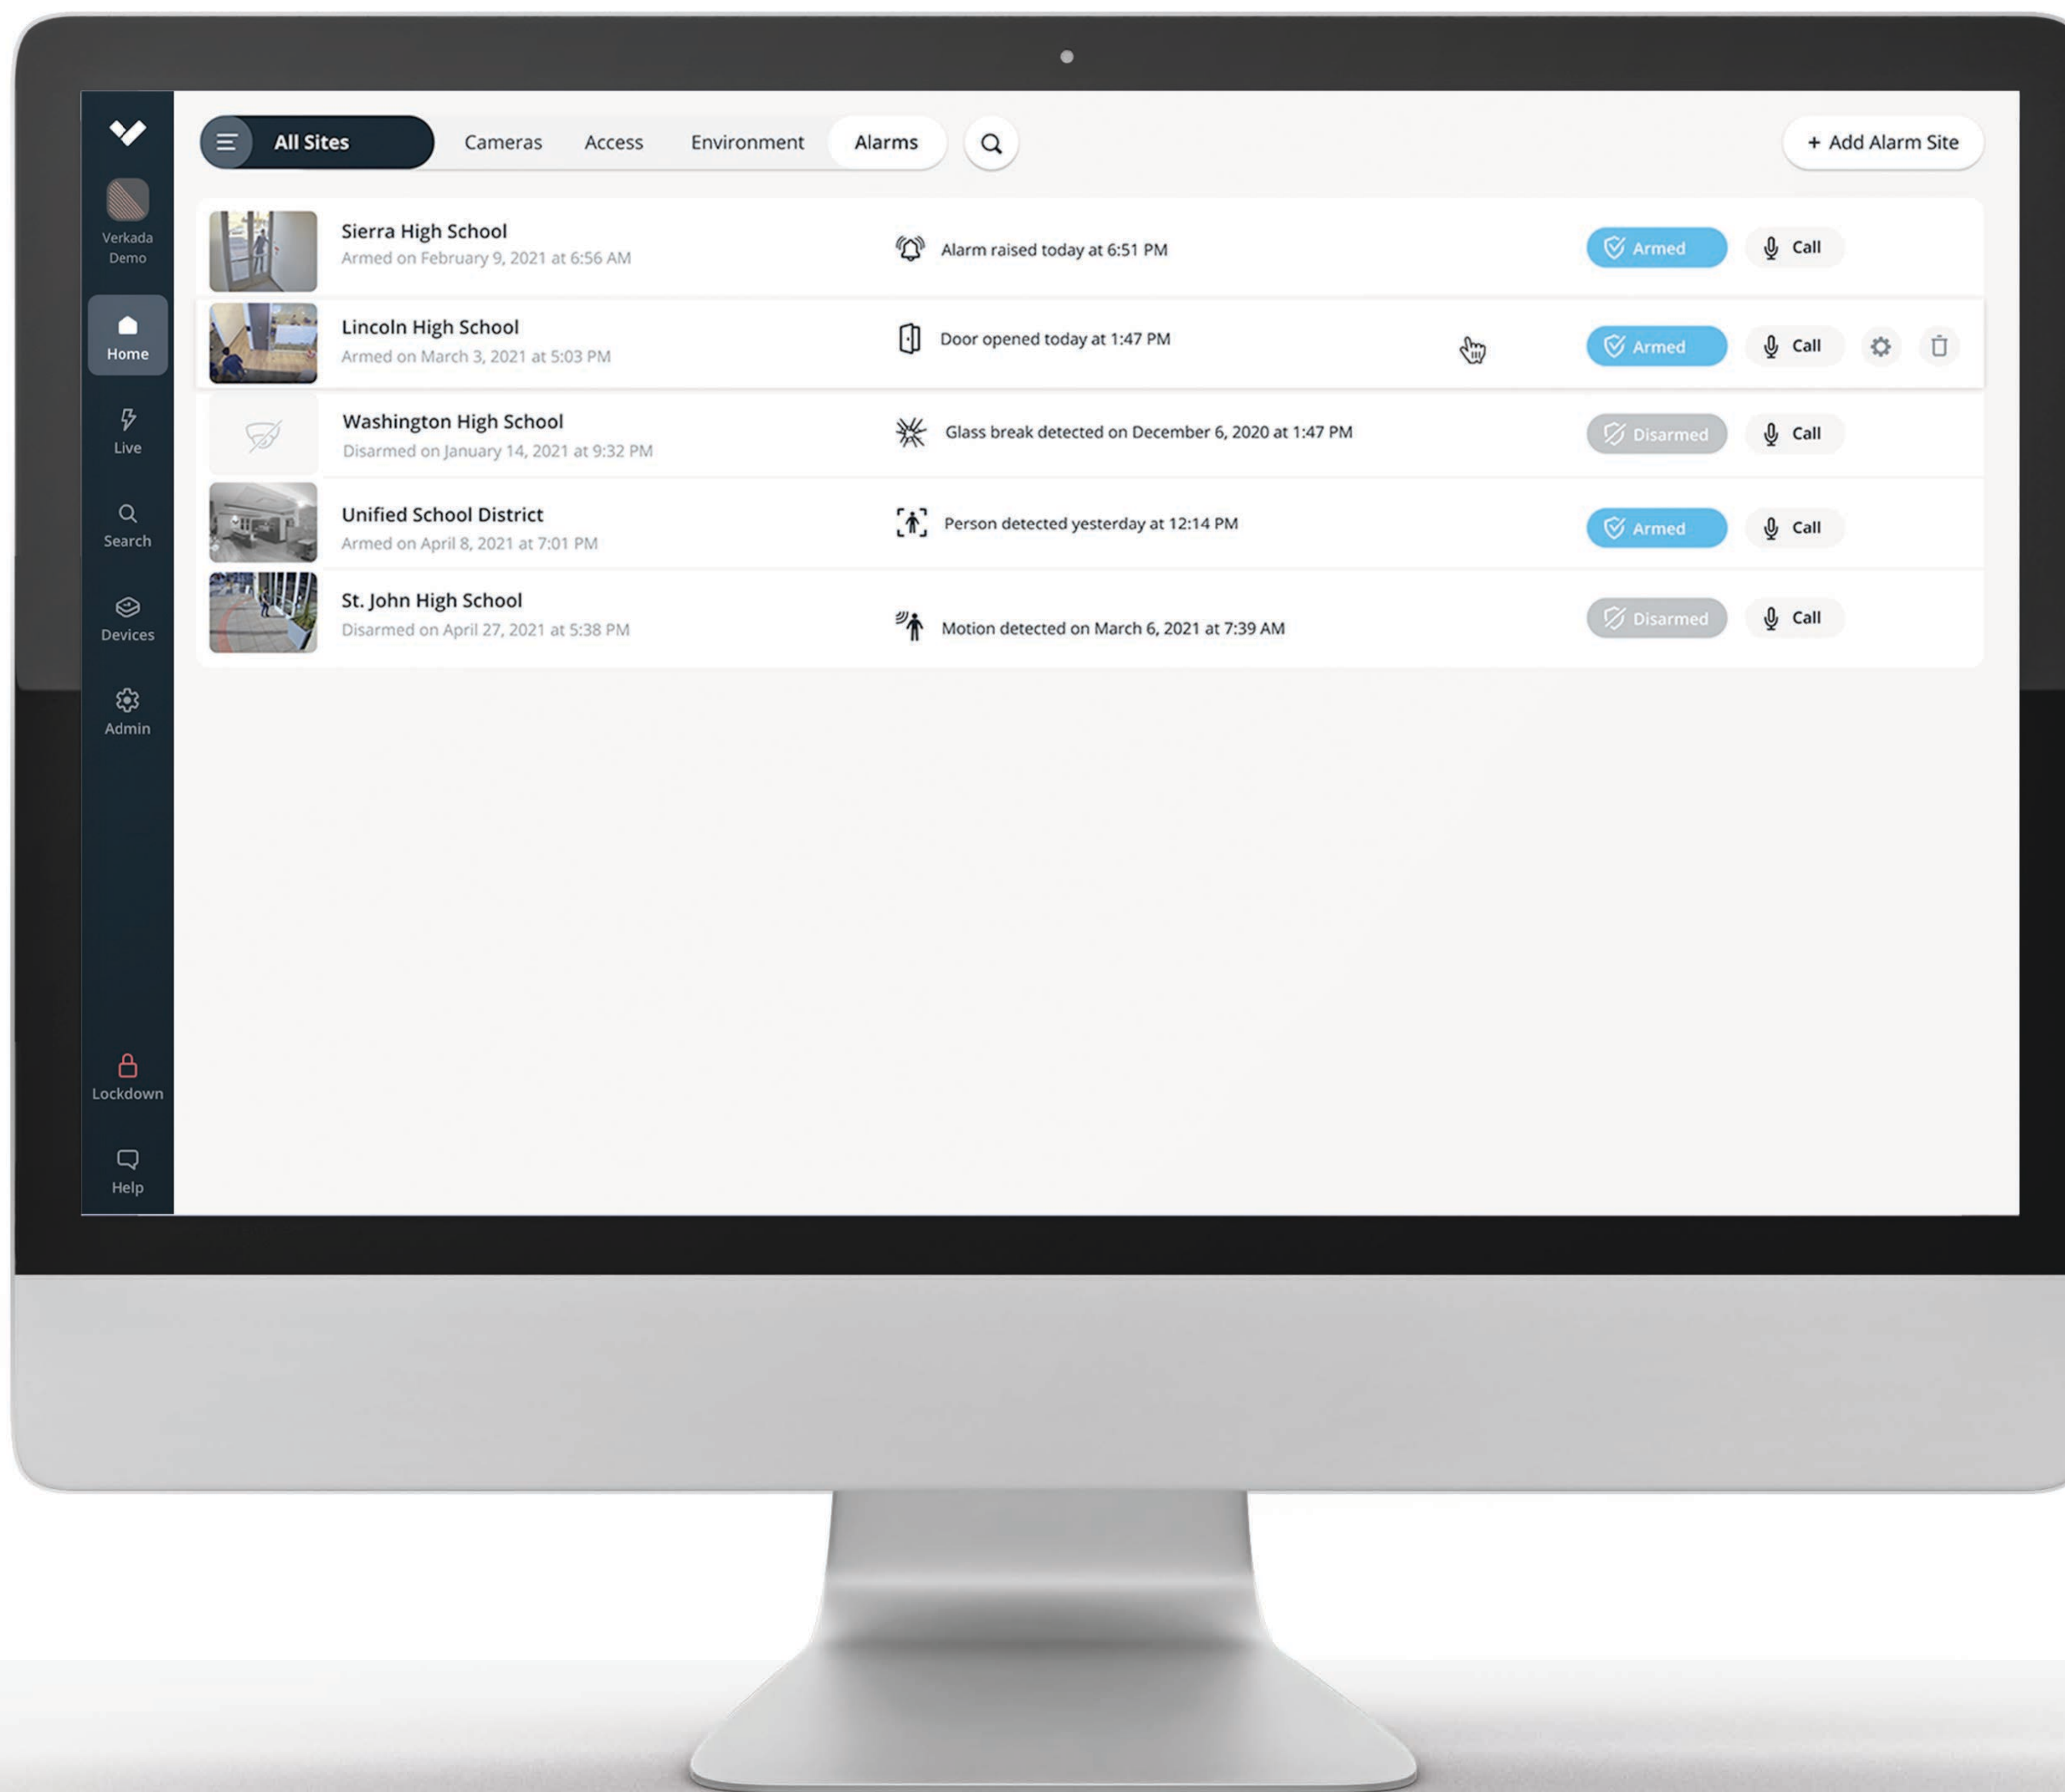 All Sites
Cameras
Access
Environment
Alarms
+ Add Alarm Site
Verkada
Demo
Home
Live
Search
Devices
Admin
Lockdown
Help
Sierra High School
Armed on February 9, 2021 at 6:56 AM
Alarm raised today at 6:51 PM
Armed
Call
Lincoln High School
Armed on March 3, 2021 at 5:03 PM
Door opened today at 1:47 PM
Armed
Call
Washington High School
Disarmed on January 14, 2021 at 9:32 PM
Glass break detected on December 6, 2020 at 1:47 PM
Disarmed
Call
Unified School District
Armed on April 8, 2021 at 7:01 PM
Person detected yesterday at 12:14 PM
Armed
Call
St. John High School
Disarmed on April 27, 2021 at 5:38 PM
Motion detected on March 6, 2021 at 7:39 AM
Disarmed
Call